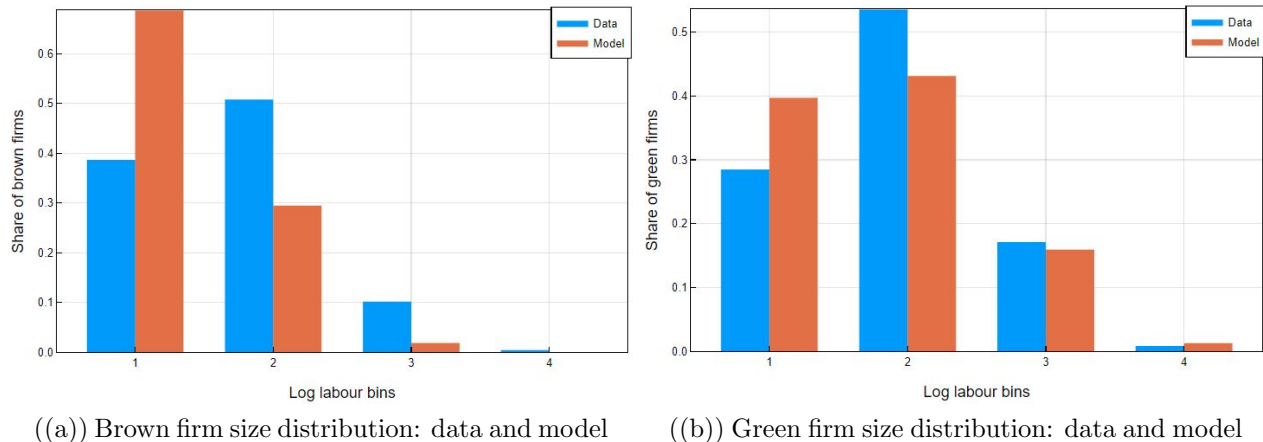 Data
Model
Share of brown firms
0.6
0.5
0.4
0.3
0.2
0.1
0.0
1 2 3 4
Log labour bins
((a)) Brown firm size distribution: data and model
Data
Model
Share of green firms
0.5
0.4
0.3
0.2
0.1
0.0
1 2 3 4
Log labour bins
((b)) Green firm size distribution: data and model